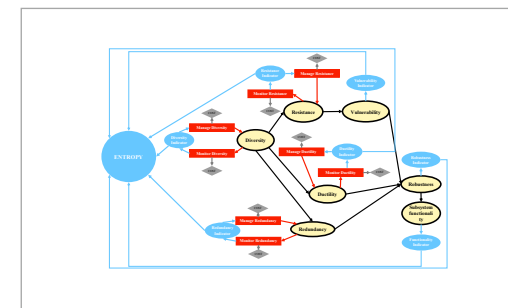 Resistance
Indicator
Manage Resistance
Monitor Resistance
Vulnerability
Indicator
Resistance
Vulnerability
Manage Diversity
Diversity
Indicator
Diversity
Monitor Diversity
ENTROPY
Manage Ductility
Ductility
Indicator
Monitor Ductility
Ductility
Robustness
Indicator
Robustness
Subsystem
functionali
ty
Functionality
Indicator
Manage Redundancy
Redundancy
Indicator
Monitor Redundancy
Redundancy